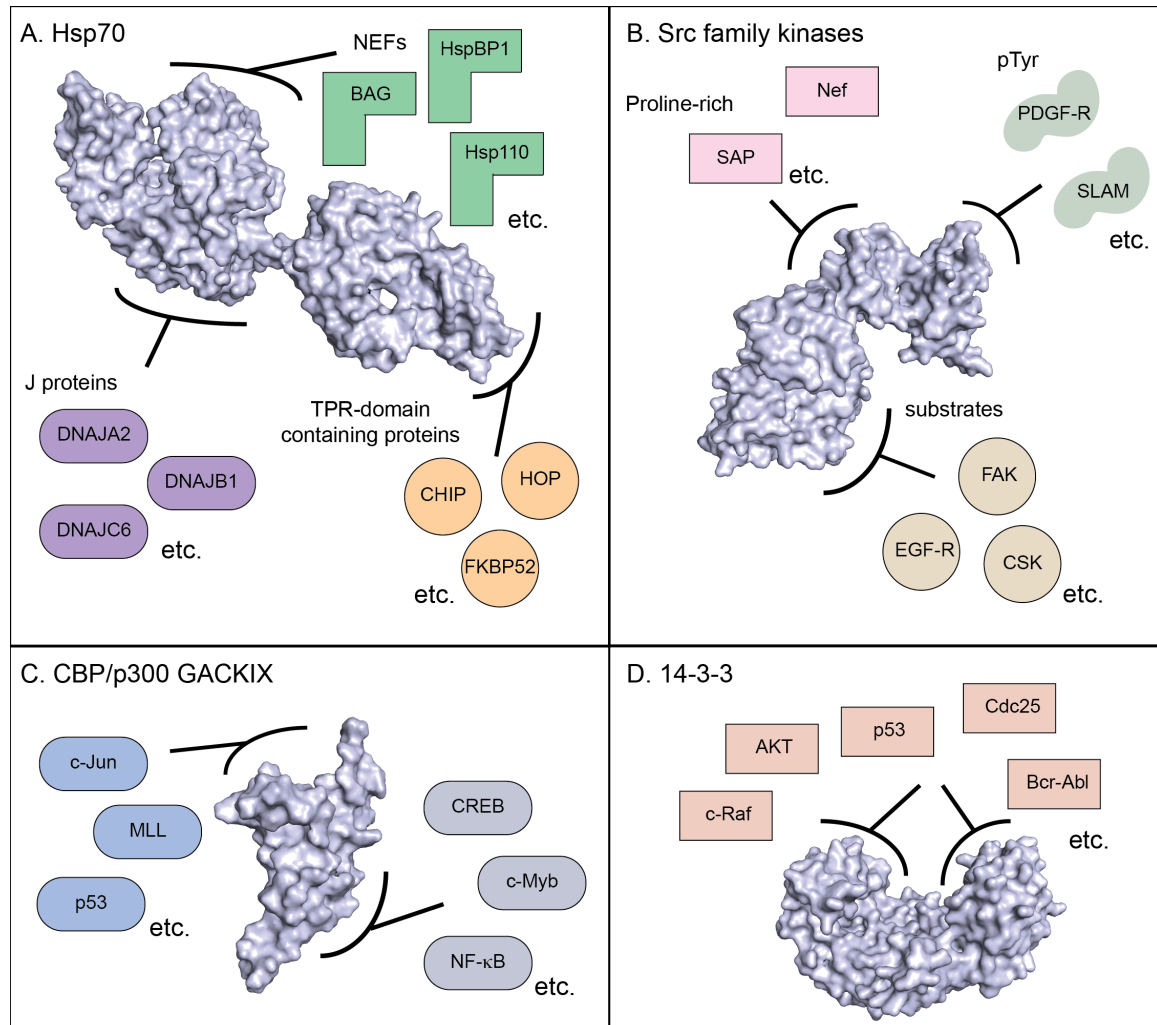 A. Hsp70
NEFs
HspBP1
BAG
Hsp110
etc.
J proteins
DNAJA2
DNAJB1
DNAJC6
etc.
TPR-domain
containing proteins
CHIP
HOP
FKBP52
etc.
B. Src family kinases
pTyr
Nef
Proline-rich
PDGF-R
SAP
etc.
SLAM
etc.
substrates
FAK
EGF-R
CSK
etc.
C. CBP/p300 GACKIX
c-Jun
MLL
p53
etc.
CREB
c-Myb
NF-κB
etc.
D. 14-3-3
Cdc25
p53
AKT
Bcr-Abl
c-Raf
etc.